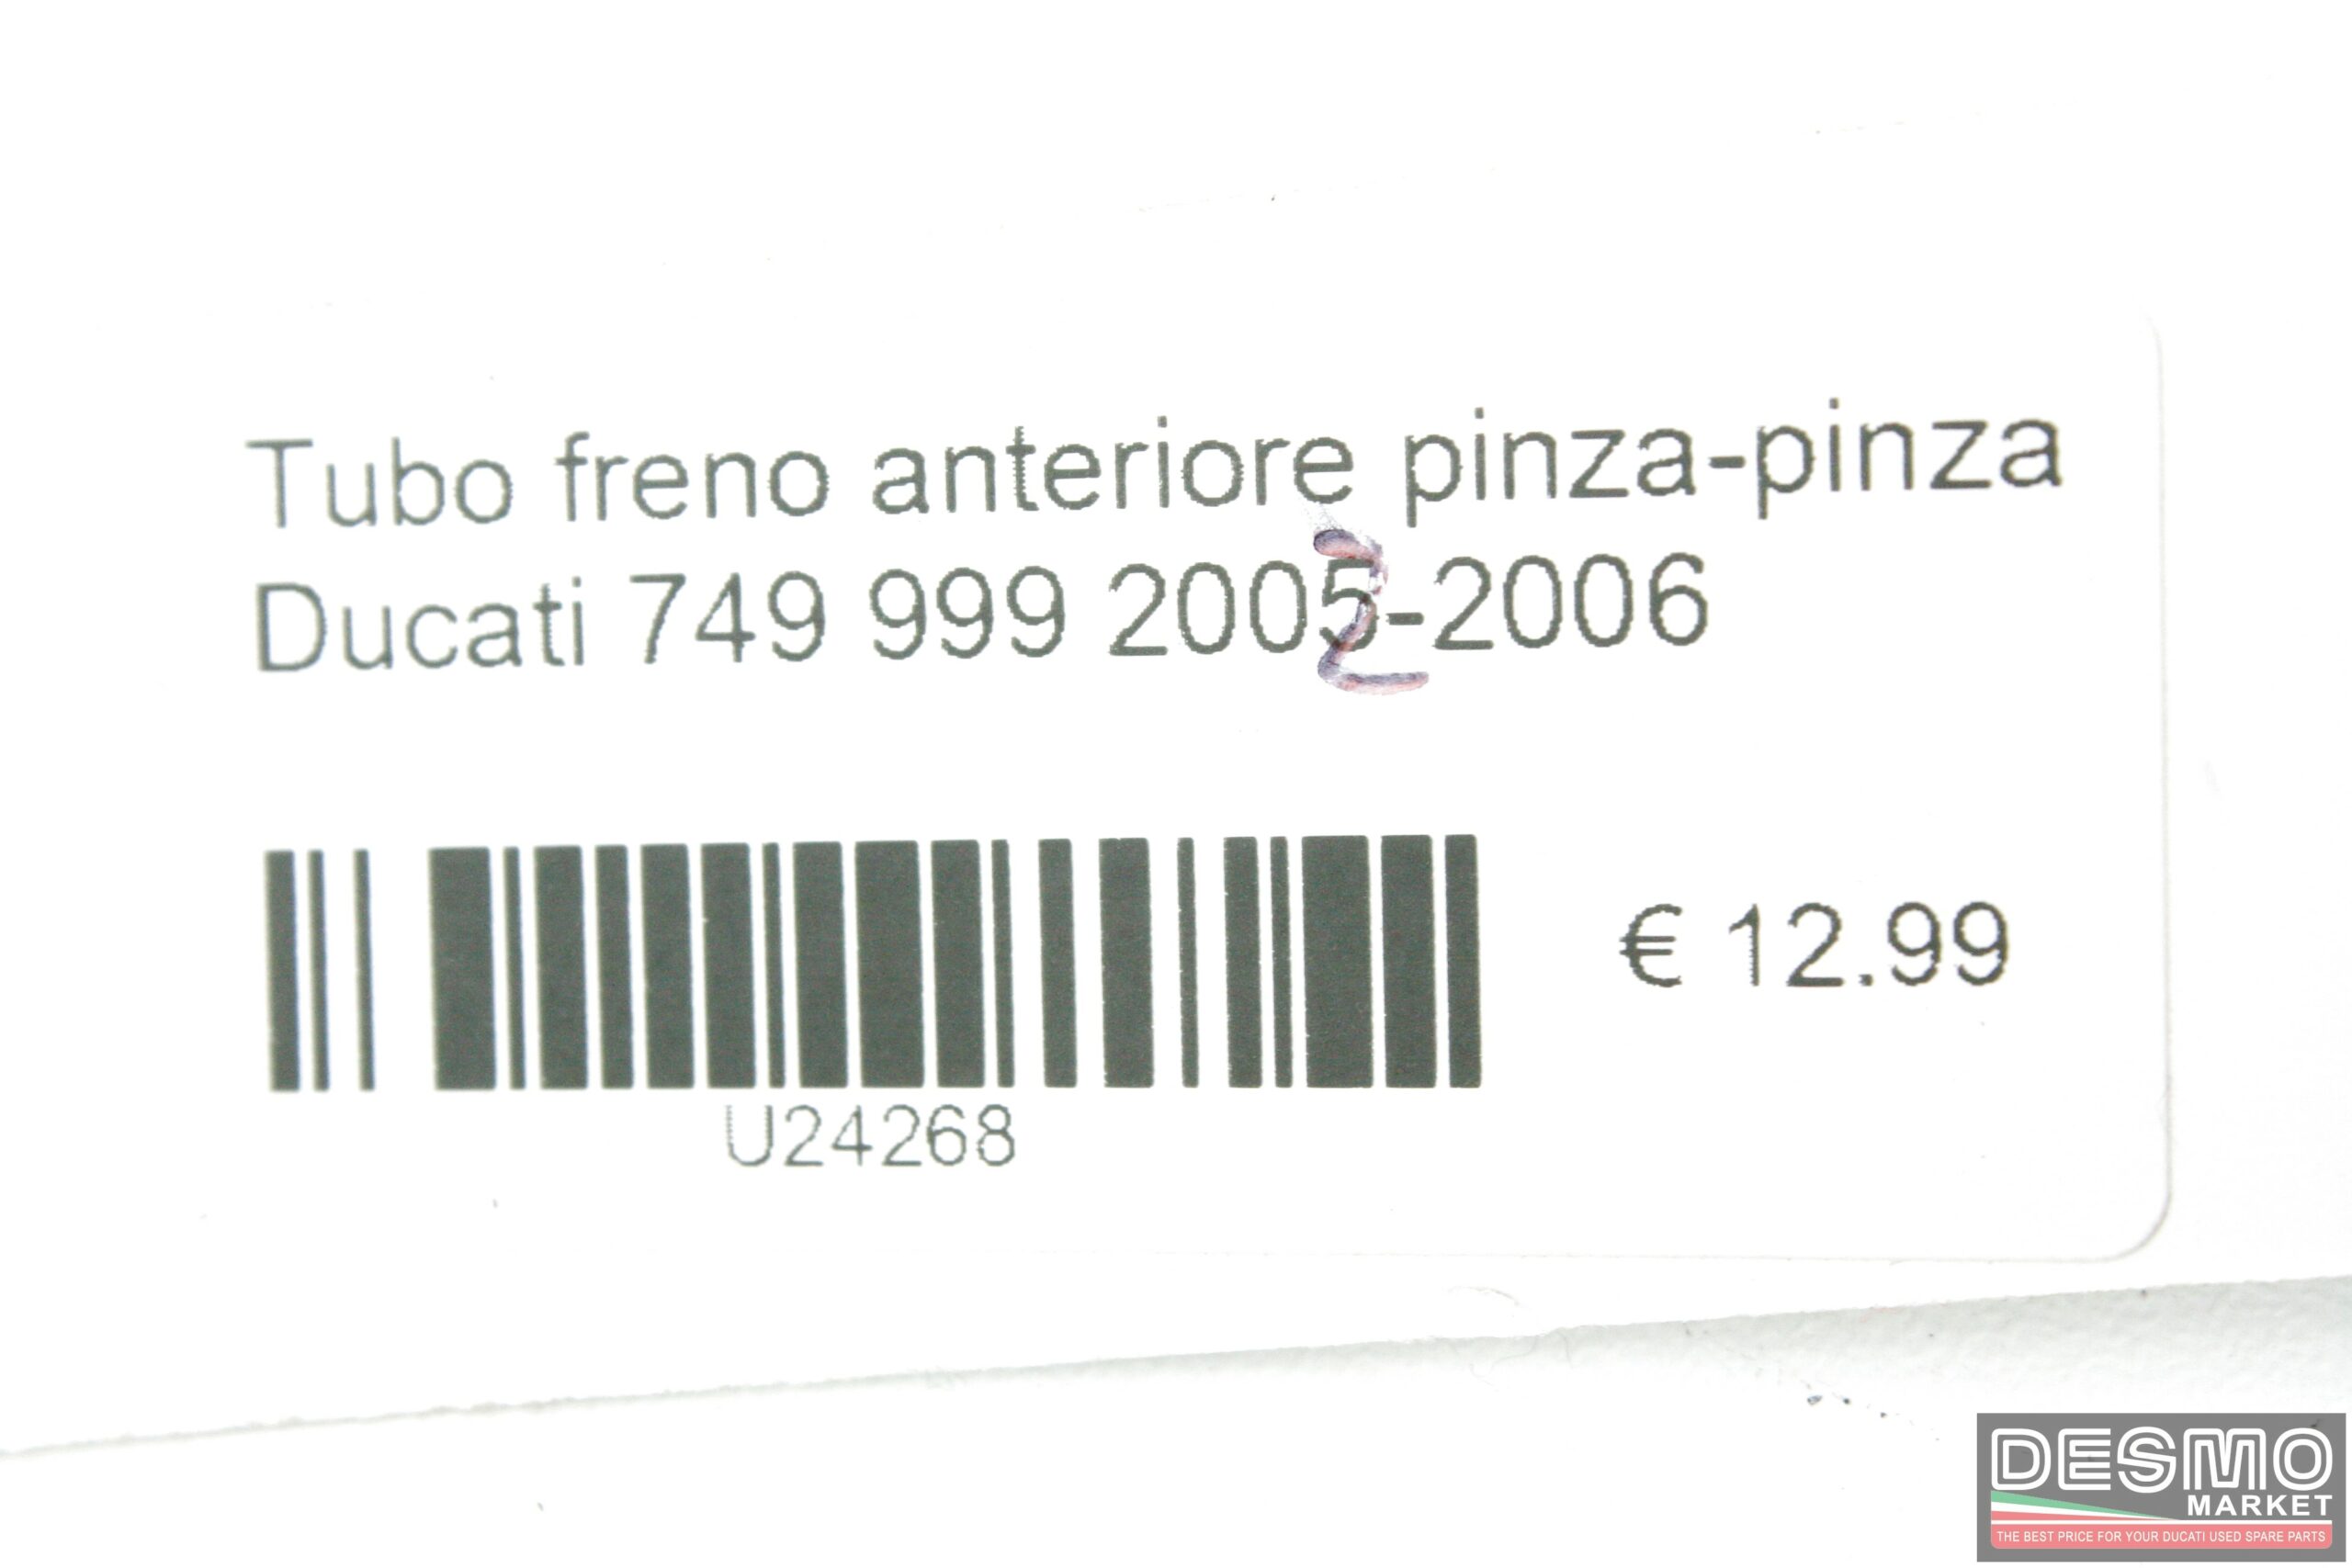 Tubo freno anteriore pinza-pinza
Ducati 749 999 2002-2006
€ 12.99
U24268
DESMO
MARKET
THE BEST PRICE FOR YOUR DUCATI USED SPARE PARTS